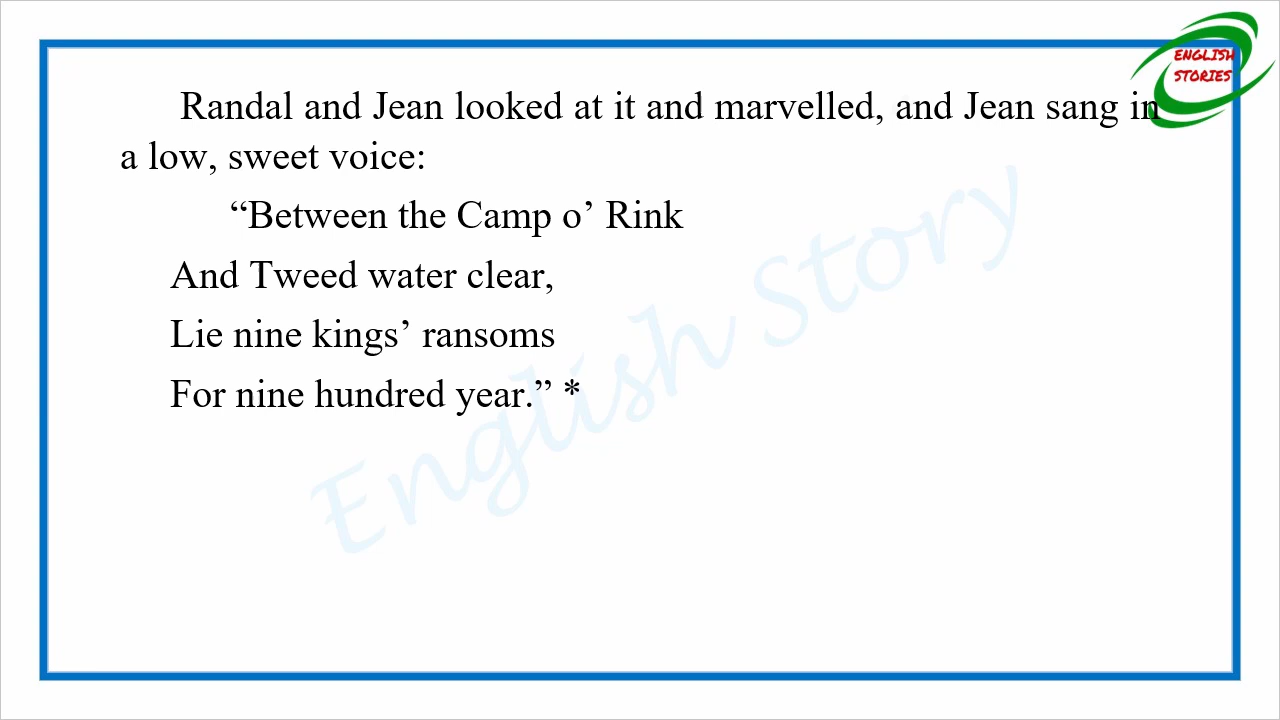 ENGLISH
STORIES
Randal and Jean looked at it and marvelled, and Jean sang in
a low, sweet voice:
“Between the Camp o’ Rink
And Tweed water clear,
Lie nine kings’ ransoms
For nine hundred year.” *
English Story